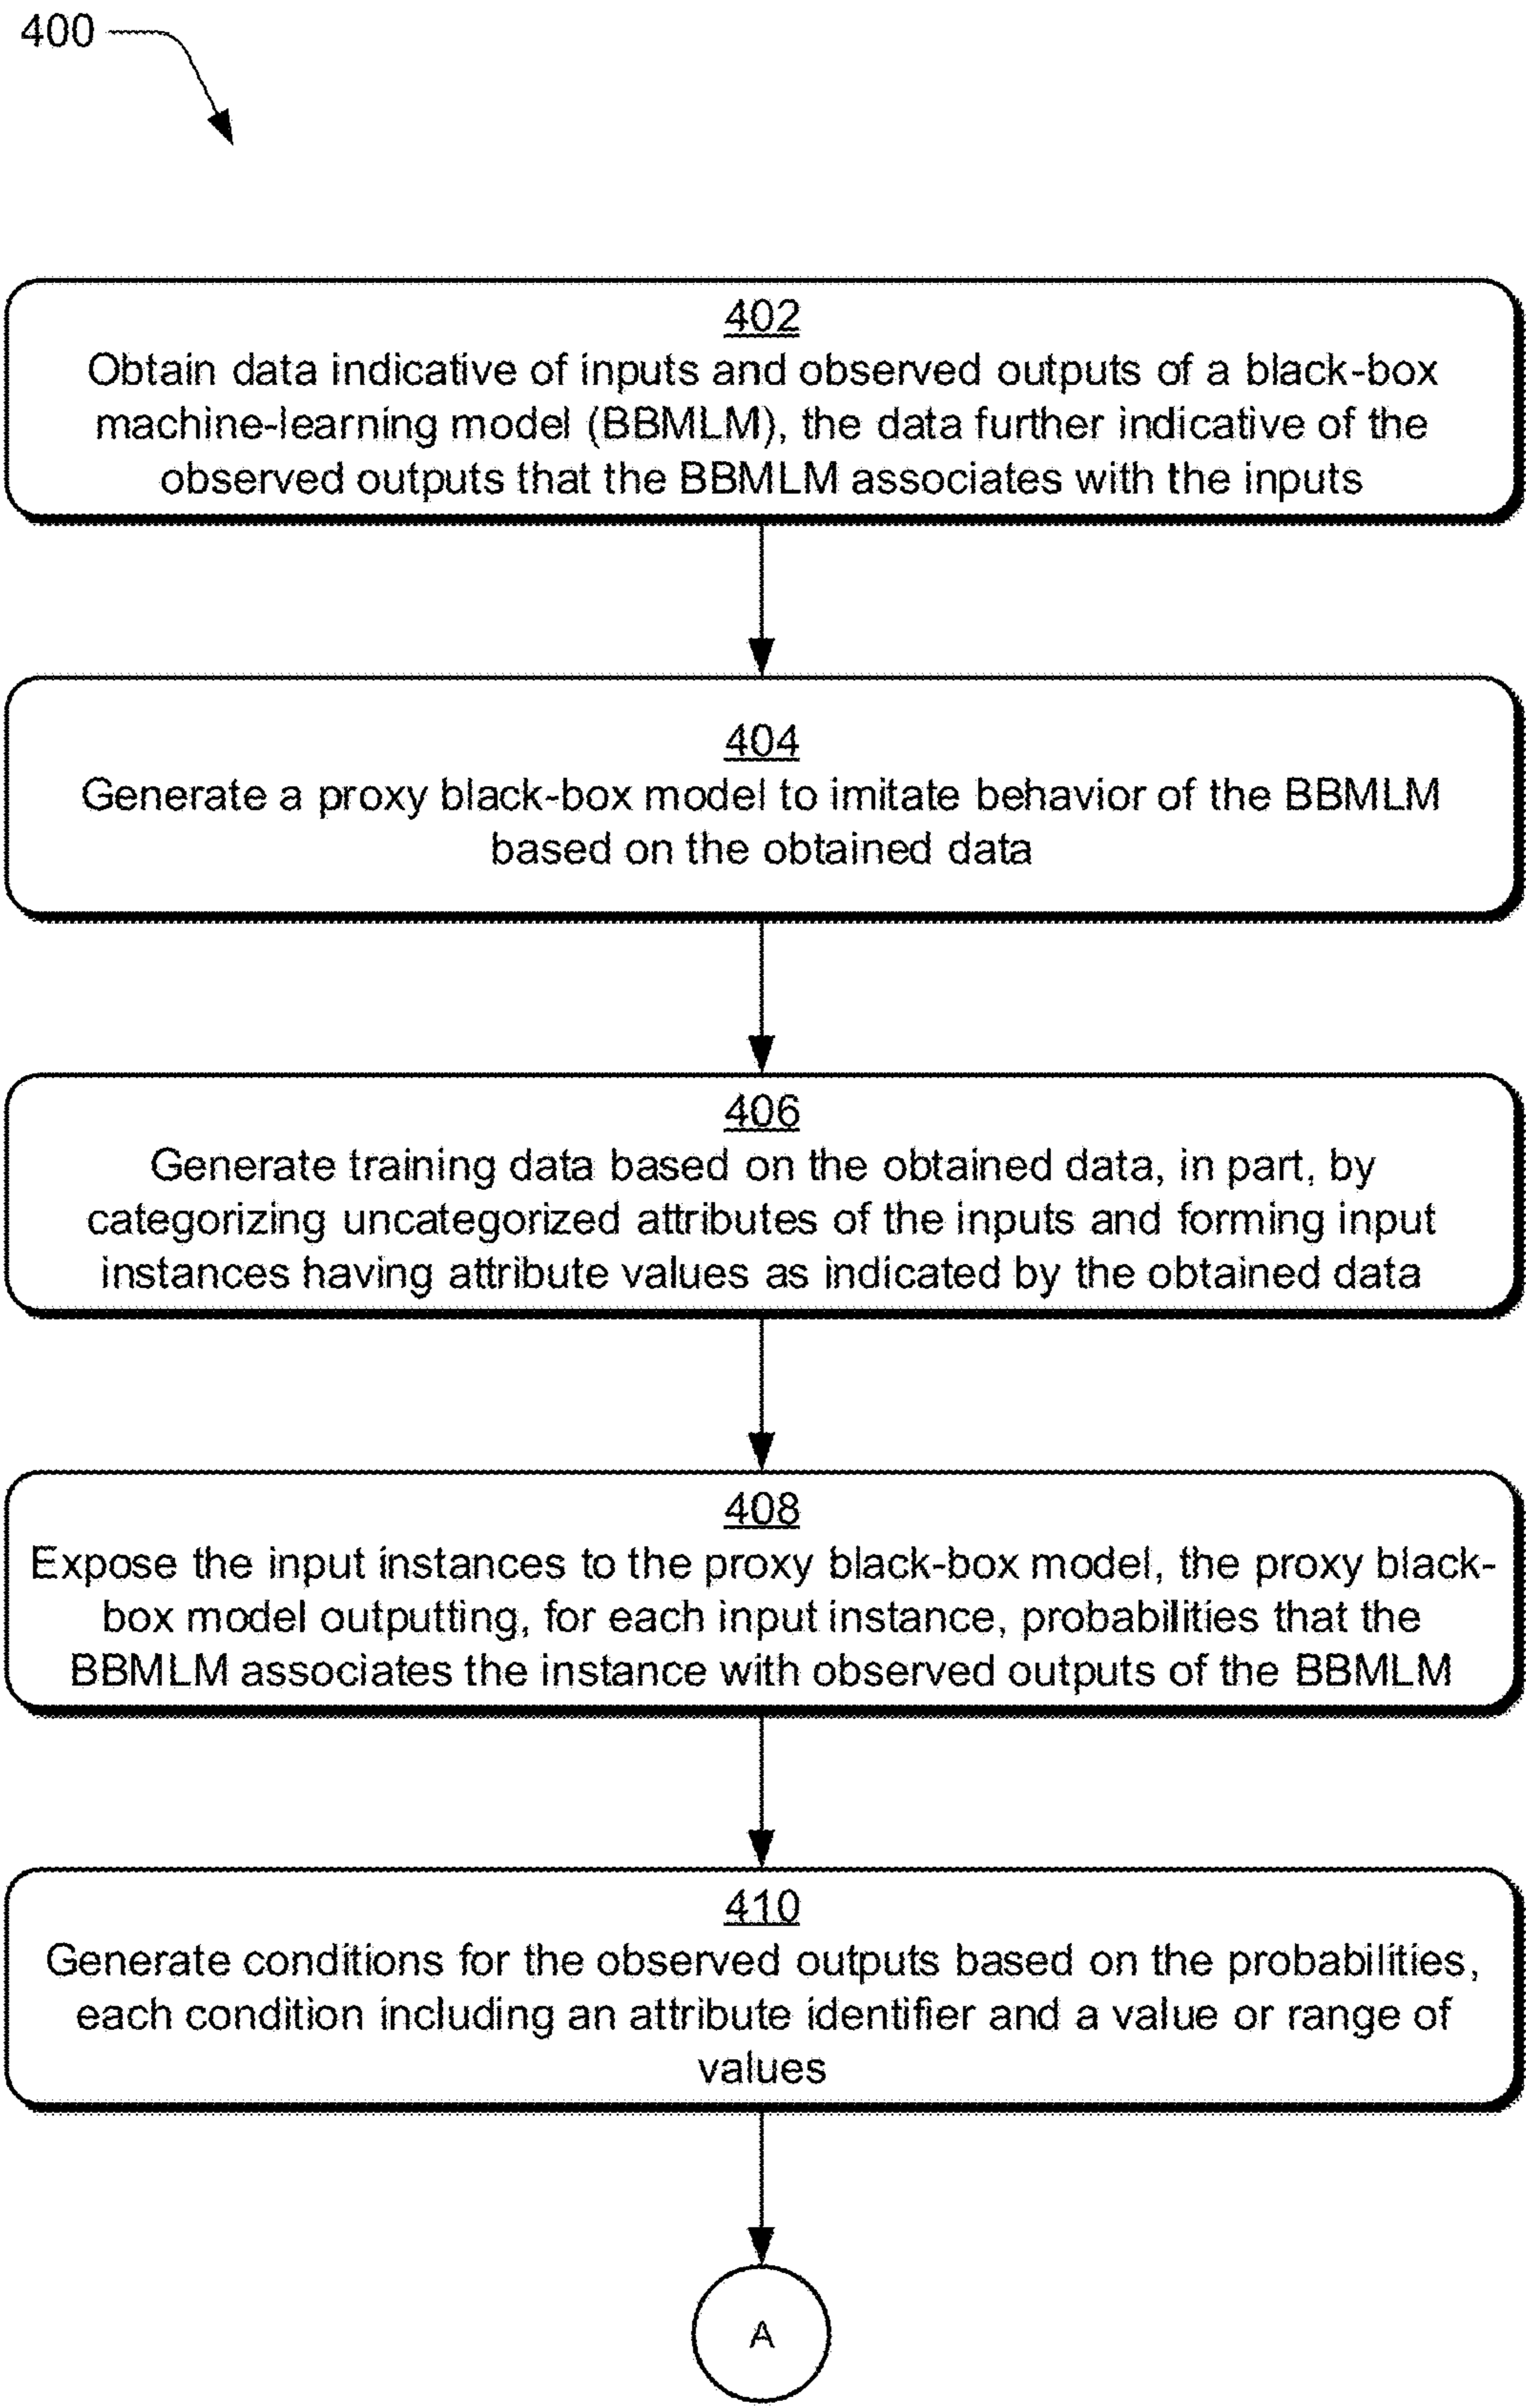 400
402
Obtain data indicative of inputs and observed outputs of a black-box
machine-learning model (BBMLM), the data further indicative of the
observed outputs that the BBMLM associates with the inputs
404
Generate a proxy black-box model to imitate behavior of the BBMLM
based on the obtained data
406
Generate training data based on the obtained data, in part, by
categorizing uncategorized attributes of the inputs and forming input
instances having attribute values as indicated by the obtained data
408
Expose the input instances to the proxy black-box model, the proxy black-
box model outputting, for each input instance, probabilities that the
BBMLM associates the instance with observed outputs of the BBMLM
410
Generate conditions for the observed outputs based on the probabilities,
each condition including an attribute identifier and a value or range of
values
A